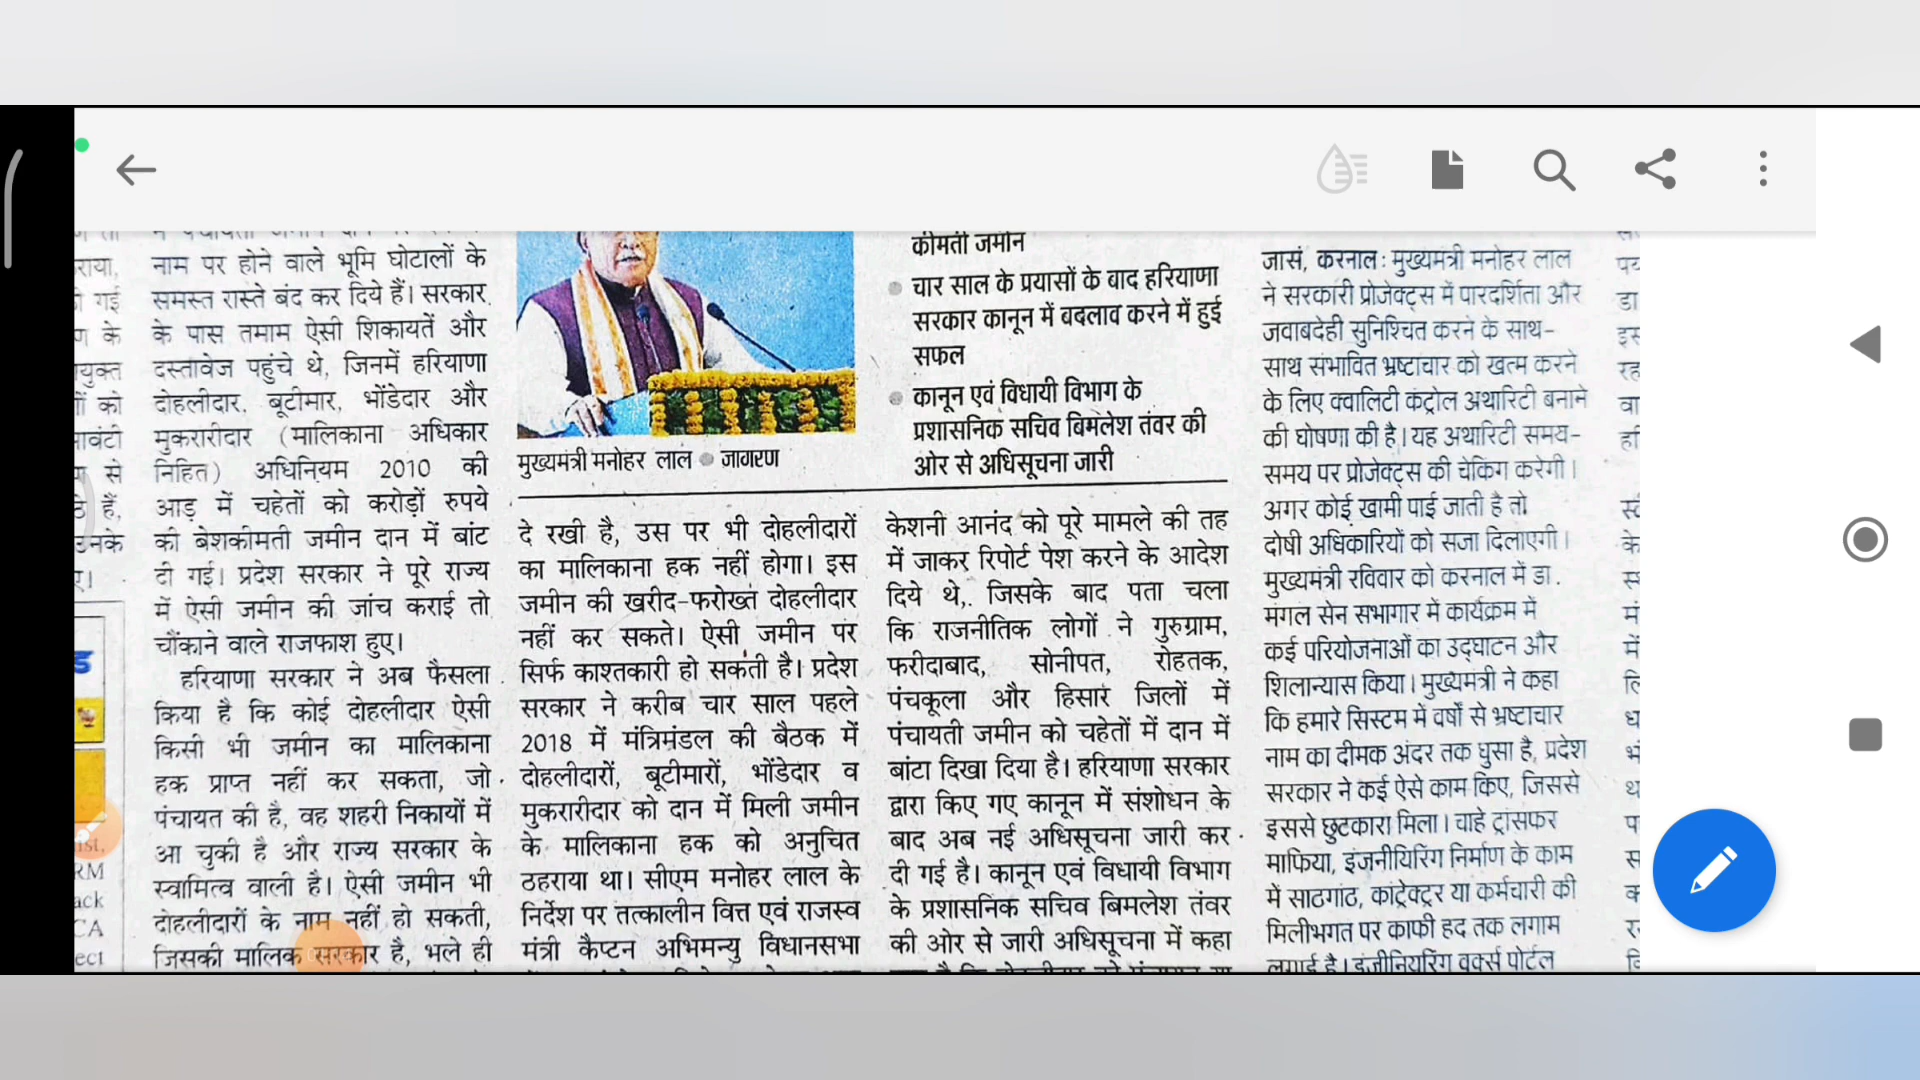 राया,
गई
के
युक्त
को
से
हैं,
नाम पर होने वाले भूमि घोटालों के
समस्त रास्ते बंद कर दिये हैं। सरकार
के पास तमाम ऐसी शिकायतें और
दस्तावेज पहुंचे थे, जिनमें हरियाणा
दोहलीदार, बूटीमार, भोंडेदार और
मुकरारीदार (मालिकाना अधिकार
निहित) अधिनियम 2010 की
आड़ में चहेतों को करोड़ों रुपये
की बेशकीमती जमीन दान में बांट
दी गई। प्रदेश सरकार ने पूरे राज्य
में ऐसी जमीन की जांच कराई तो
चौंकाने वाले राजफाश हुए।
हरियाणा सरकार ने अब फैसला
किया है कि कोई दोहलीदार ऐसी
किसी भी जमीन का मालिकाना
हक प्राप्त नहीं कर सकता, जो
पंचायत की है, वह शहरी निकायों में
आ चुकी है और राज्य सरकार के
स्वामित्व वाली है। ऐसी जमीन भी
दोहलीदारों के नाम नहीं हो सकती,
जिसकी मालिक सरकार है, भले ही
मुख्यमंत्री मनोहर लाल ● जागरण
कीमती जमीन
● चार साल के प्रयासों के बाद हरियाणा
सरकार कानून में बदलाव करने में हुई
सफल
● कानून एवं विधायी विभाग के
प्रशासनिक सचिव बिमलेश तंवर की
ओर से अधिसूचना जारी
दे रखी है, उस पर भी दोहलीदारों
का मालिकाना हक नहीं होगा। इस
जमीन की खरीद-फरोख्त दोहलीदार
नहीं कर सकते। ऐसी जमीन पर
सिर्फ काश्तकारी हो सकती है। प्रदेश
सरकार ने करीब चार साल पहले
2018 में मंत्रिमंडल की बैठक में
दोहलीदारों, बूटीमारों, भोंडेदार व
मुकरारीदार को दान में मिली जमीन
के मालिकाना हक को अनुचित
ठहराया था। सीएम मनोहर लाल के
निर्देश पर तत्कालीन वित्त एवं राजस्व
मंत्री कैप्टन अभिमन्यु विधानसभा
केशनी आनंद को पूरे मामले की तह
में जाकर रिपोर्ट पेश करने के आदेश
दिये थे, जिसके बाद पता चला
कि राजनीतिक लोगों ने गुरुग्राम,
फरीदाबाद, सोनीपत, रोहतक,
पंचकूला और हिसार जिलों में
पंचायती जमीन को चहेतों में दान में
बांटा दिखा दिया है। हरियाणा सरकार
द्वारा किए गए कानून में संशोधन के
बाद अब नई अधिसूचना जारी कर
दी गई है। कानून एवं विधायी विभाग
के प्रशासनिक सचिव बिमलेश तंवर
की ओर से जारी अधिसूचना में कहा
जासं, करनाल : मुख्यमंत्री मनोहर लाल
ने सरकारी प्रोजेक्ट्स में पारदर्शिता और
जवाबदेही सुनिश्चित करने के साथ-
साथ संभावित भ्रष्टाचार को खत्म करने
के लिए क्वालिटी कंट्रोल अथारिटी बनाने
की घोषणा की है। यह अथारिटी समय-
समय पर प्रोजेक्ट्स की चेकिंग करेगी।
अगर कोई खामी पाई जाती है तो
दोषी अधिकारियों को सजा दिलाएगी।
मुख्यमंत्री रविवार को करनाल में डा.
मंगल सेन सभागार में कार्यक्रम में
कई परियोजनाओं का उद्घाटन और
शिलान्यास किया। मुख्यमंत्री ने कहा
कि हमारे सिस्टम में वर्षों से भ्रष्टाचार
नाम का दीमक अंदर तक घुसा है, प्रदेश
सरकार ने कई ऐसे काम किए, जिससे
इससे छुटकारा मिला। चाहे ट्रांसफर
माफिया, इंजनीयिरिंग निर्माण के काम
में साठगांठ, कांट्रेक्टर या कर्मचारी की
मिलीभगत पर काफी हद तक लगाम
लगाई है। इंजीनियरिंग वर्क्स पोर्टल